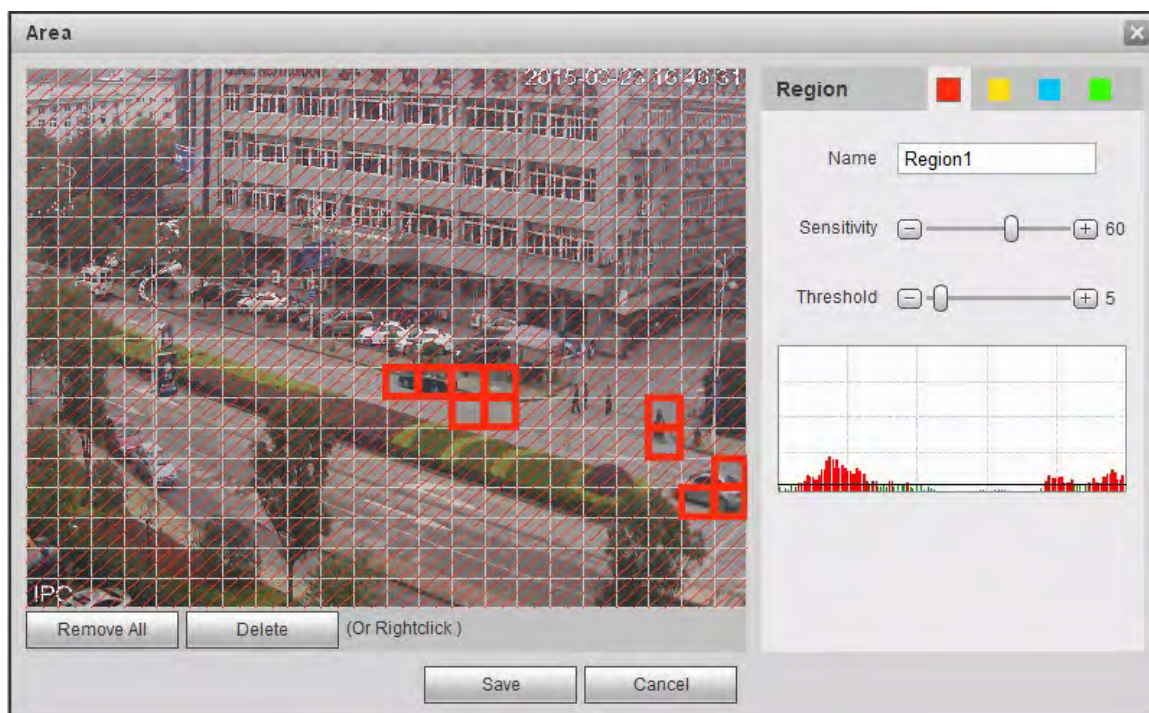 Area
2015-03-23 16:46:31
Region
Name Region1
Sensitivity 60
Threshold 5
IPC
Remove All Delete (Or Rightclick.)
Save Cancel